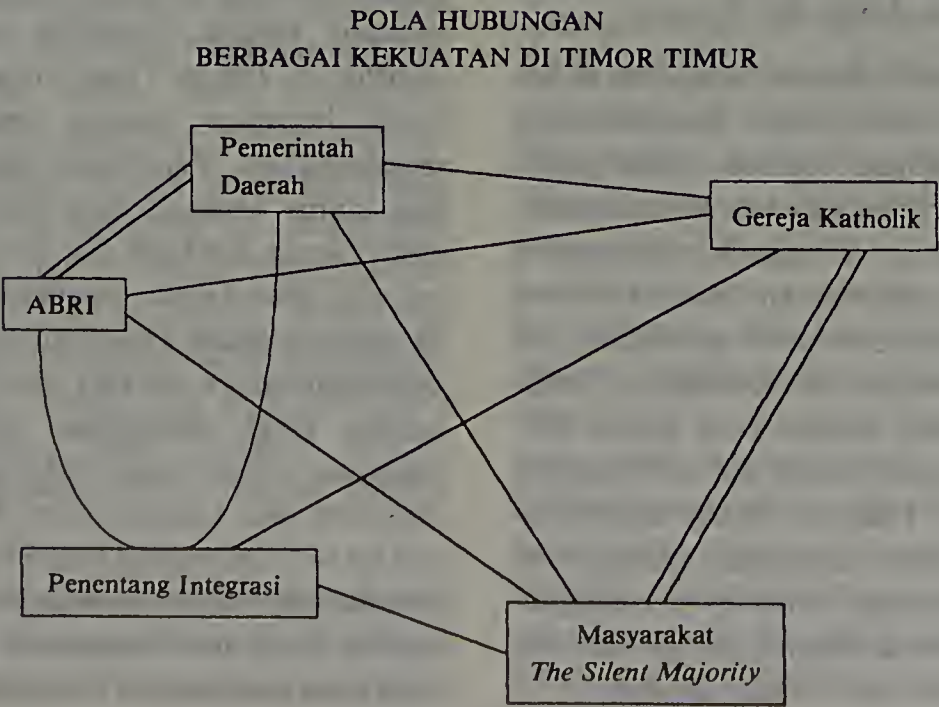 POLA HUBUNGAN
BERBAGAI KEKUATAN DI TIMOR TIMUR
Pemerintah
Daerah
Gereja Katholik
ABRI
Penentang Integrasi
Masyarakat
The Silent Majority